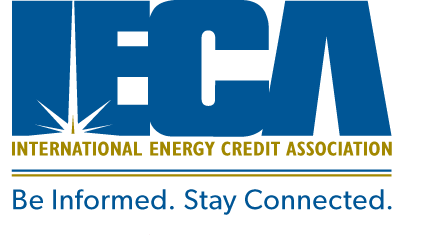 IECA
INTERNATIONAL ENERGY CREDIT ASSOCIATION
Be Informed. Stay Connected.